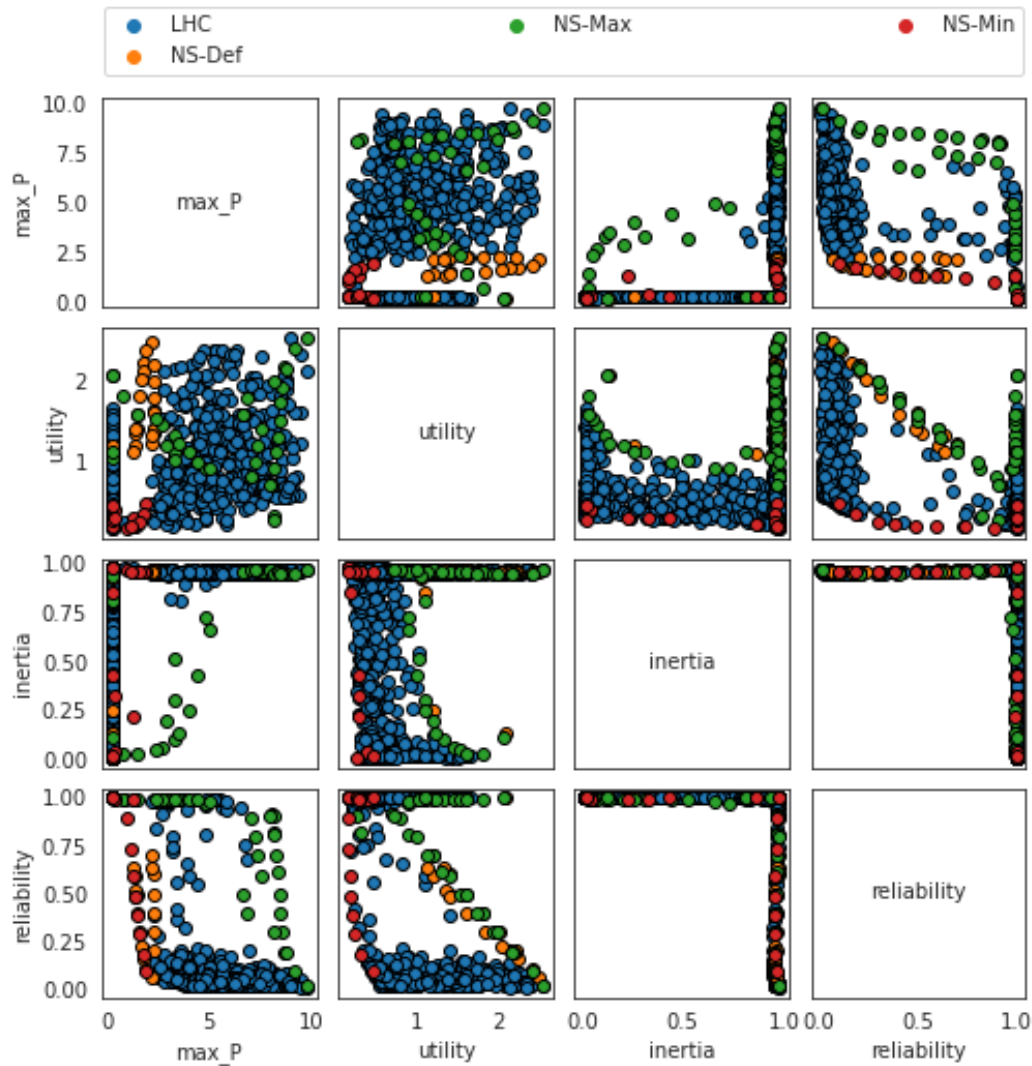 LHC NS-Max NS-Min
NS-Def
10.0
7.5
5.0
2.5
0.0
max_P
max_P
2
1
utility
utility
1.00
0.75
0.50
0.25
0.00
inertia
inertia
1.00
0.75
0.50
0.25
0.00
reliability
reliability
0 5 10 1 2 0.0 0.5 1.0 0.0 0.5 1.0
max_P utility inertia reliability